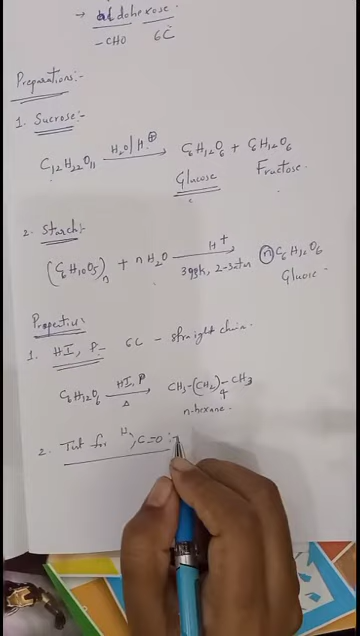 → aldohexose.
-CHO 6C
Preparations:-
1. Sucrose:-
C12H22O11 H2O/H⊕ C6H12O6 + C6H12O6
Glucose Fructose.
2. Starch:-
(C6H10O5)n + nH2O H+ n C6H12O6
393k, 2-3atm Gluose.
Properties:-
1. HI, P:- 6C - straight chain.
C6H12O6 HI, P CH3-(CH2)-CH3
Δ 4
n-hexane.
2. Test for H C=O:-